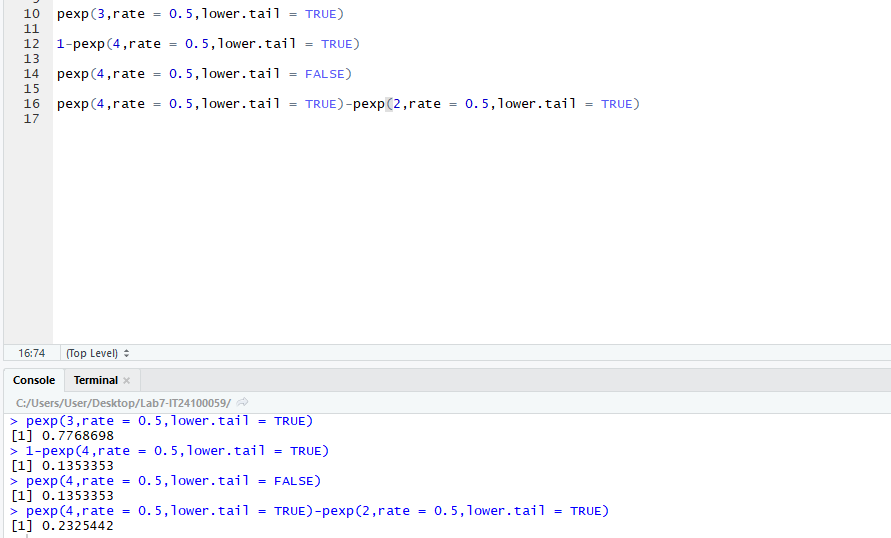 10 pexp(3,rate = 0.5,lower.tail = TRUE)
11
12 1-pexp(4,rate = 0.5,lower.tail = TRUE)
13
14 pexp(4,rate = 0.5,lower.tail = FALSE)
15
16 pexp(4,rate = 0.5,lower.tail = TRUE)-pexp(2,rate = 0.5,lower.tail = TRUE)
17
16:74 (Top Level)
Console Terminal ×
C:/Users/User/Desktop/Lab7-IT24100059/
> pexp(3,rate = 0.5,lower.tail = TRUE)
[1] 0.7768698
> 1-pexp(4,rate = 0.5,lower.tail = TRUE)
[1] 0.1353353
> pexp(4,rate = 0.5,lower.tail = FALSE)
[1] 0.1353353
> pexp(4,rate = 0.5,lower.tail = TRUE)-pexp(2,rate = 0.5,lower.tail = TRUE)
[1] 0.2325442